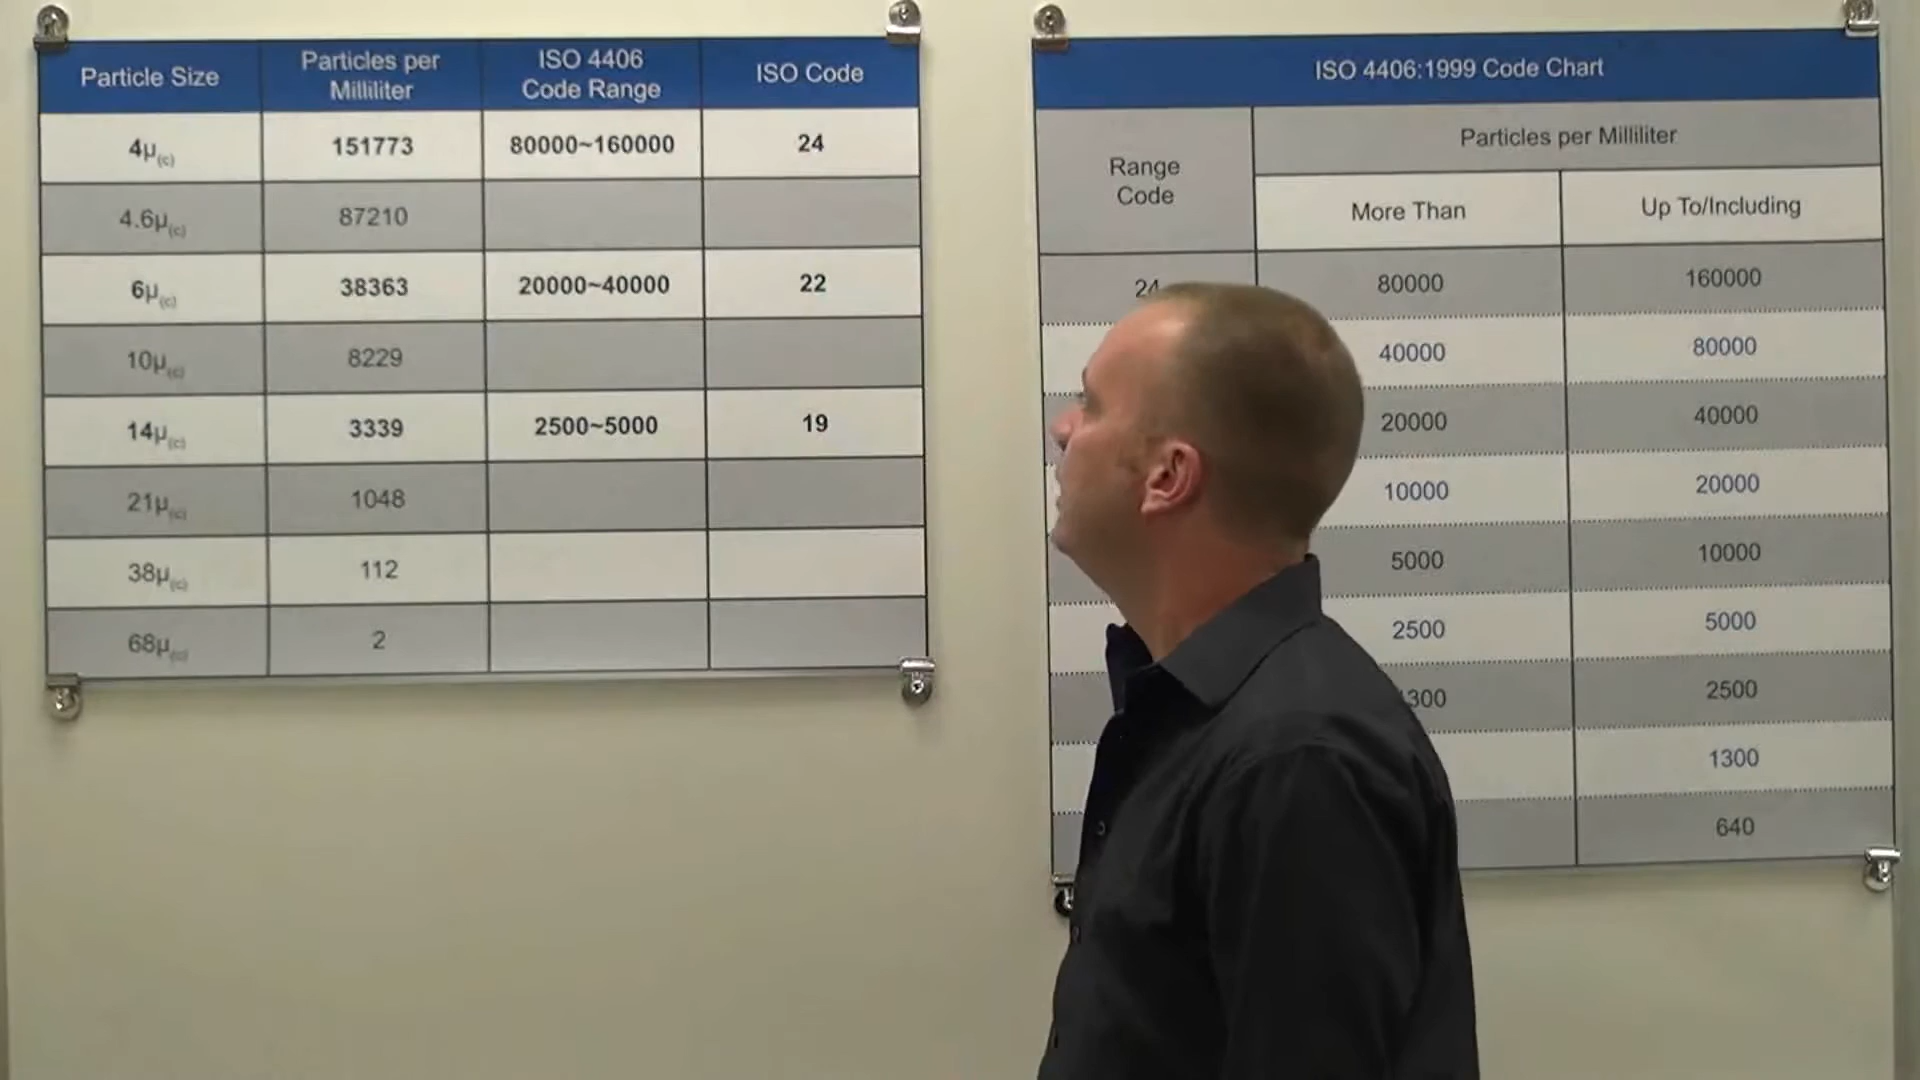 Particle Size
Particles per
Milliliter
ISO 4406
Code Range
ISO Code
4µ(c)
151773
80000~160000
24
4.6µ(c)
87210
6µ(c)
38363
20000~40000
22
10µ(c)
8229
14µ(c)
3339
2500~5000
19
21µ(c)
1048
38µ(c)
112
68µ(c)
2
ISO 4406:1999 Code Chart
Range
Code
Particles per Milliliter
More Than
Up To/Including
24
80000
160000
40000
80000
20000
40000
10000
20000
5000
10000
2500
5000
2500
1300
640